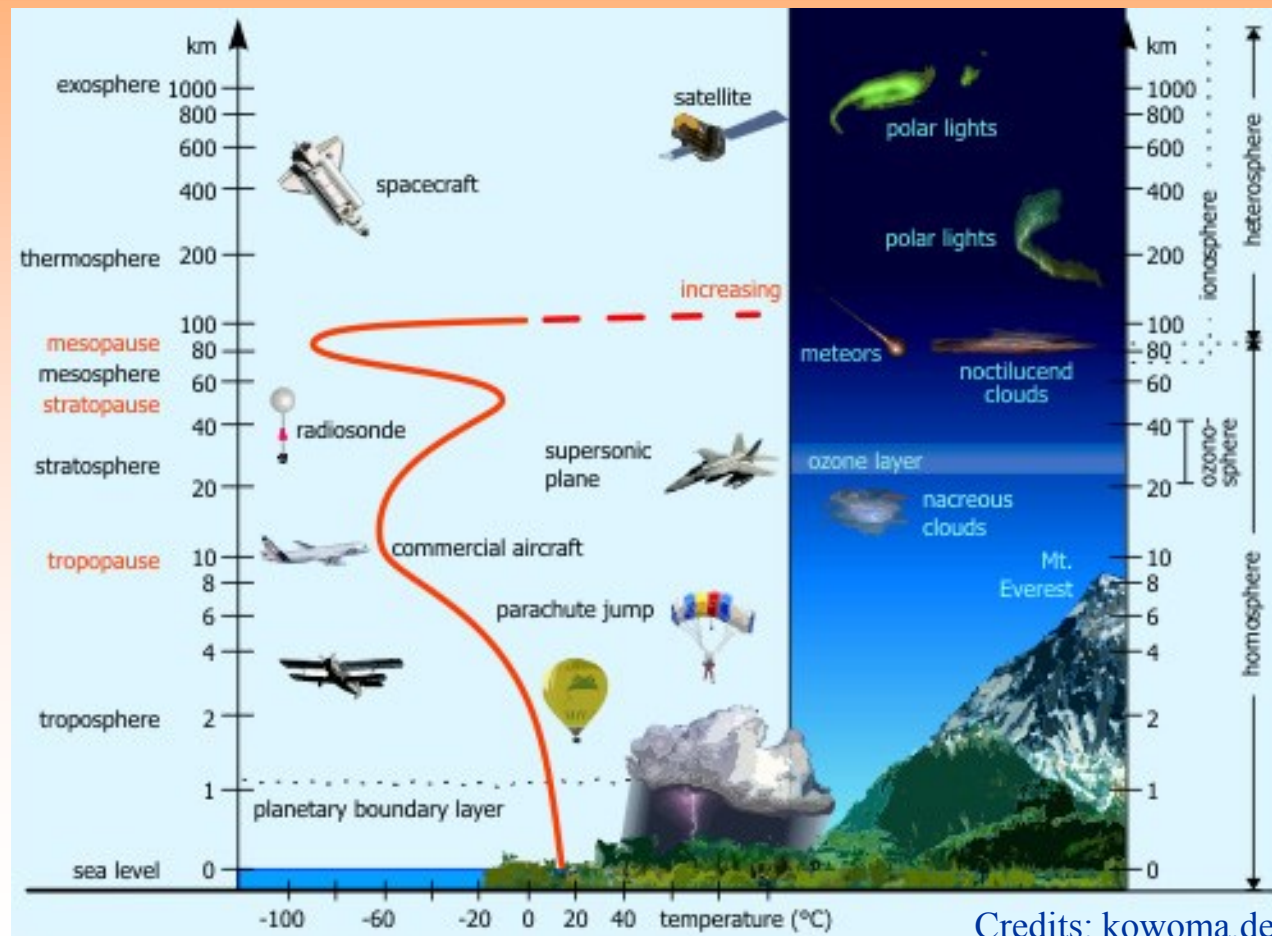 km
exosphere 1000
800
600
400
thermosphere 200
100
mesopause
80
mesosphere 60
stratopause
40
stratosphere
20
tropopause 10
8
6
4
troposphere 2
1
sea level 0
satellite
spacecraft
increasing
radiosonde
supersonic
plane
commercial aircraft
parachute jump
planetary boundary layer
-100 -60 -20 0 20 40 temperature (°C)
polar lights
polar lights
meteors
noctilucend
clouds
ozone layer
nacreous
clouds
Mt.
Everest
km
1000
800
600
400
200
100
80
60
40
20
10
8
6
4
2
1
0
ionosphere
ozono-
sphere
heterosphere
homosphere
Credits: kowoma.de